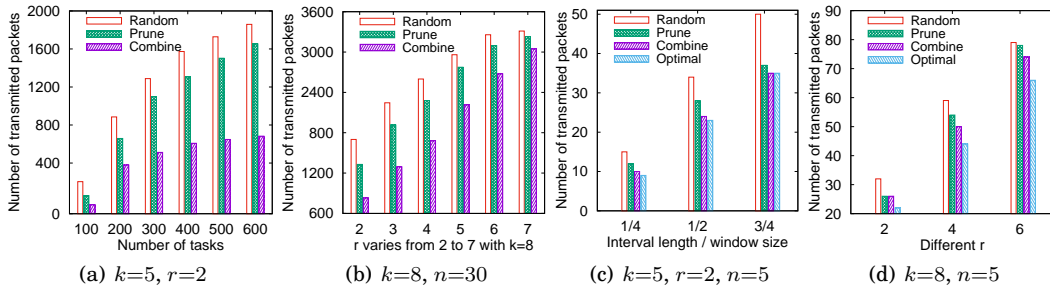 Number of transmitted packets
2000
1600
1200
800
400
0
Random
Prune
Combine
100 200 300 400 500 600
Number of tasks
(a) k=5, r=2
Number of transmitted packets
3600
3000
2400
1800
1200
600
Random
Prune
Combine
2 3 4 5 6 7
r varies from 2 to 7 with k=8
(b) k=8, n=30
Number of transmitted packets
50
40
30
20
10
0
Random
Prune
Combine
Optimal
1/4 1/2 3/4
Interval length / window size
(c) k=5, r=2, n=5
Number of transmitted packets
90
80
70
60
50
40
30
20
Random
Prune
Combine
Optimal
2 4 6
Different r
(d) k=8, n=5